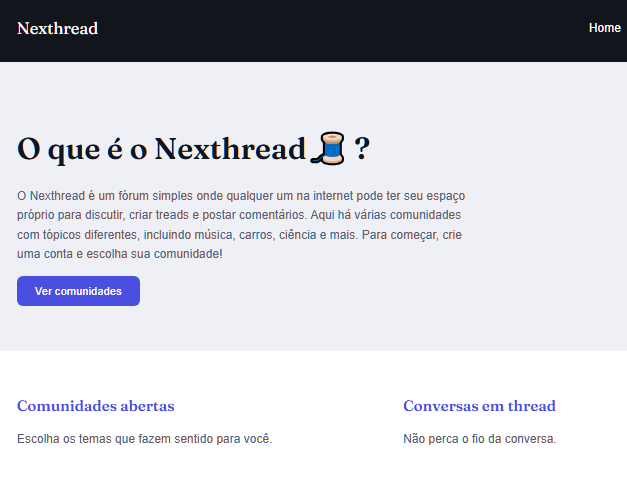 Nexthread
Home
O que é o Nexthread🧵?
O Nexthread é um fórum simples onde qualquer um na internet pode ter seu espaço
próprio para discutir, criar treads e postar comentários. Aqui há várias comunidades
com tópicos diferentes, incluindo música, carros, ciência e mais. Para começar, crie
uma conta e escolha sua comunidade!
Ver comunidades
Comunidades abertas
Escolha os temas que fazem sentido para você.
Conversas em thread
Não perca o fio da conversa.